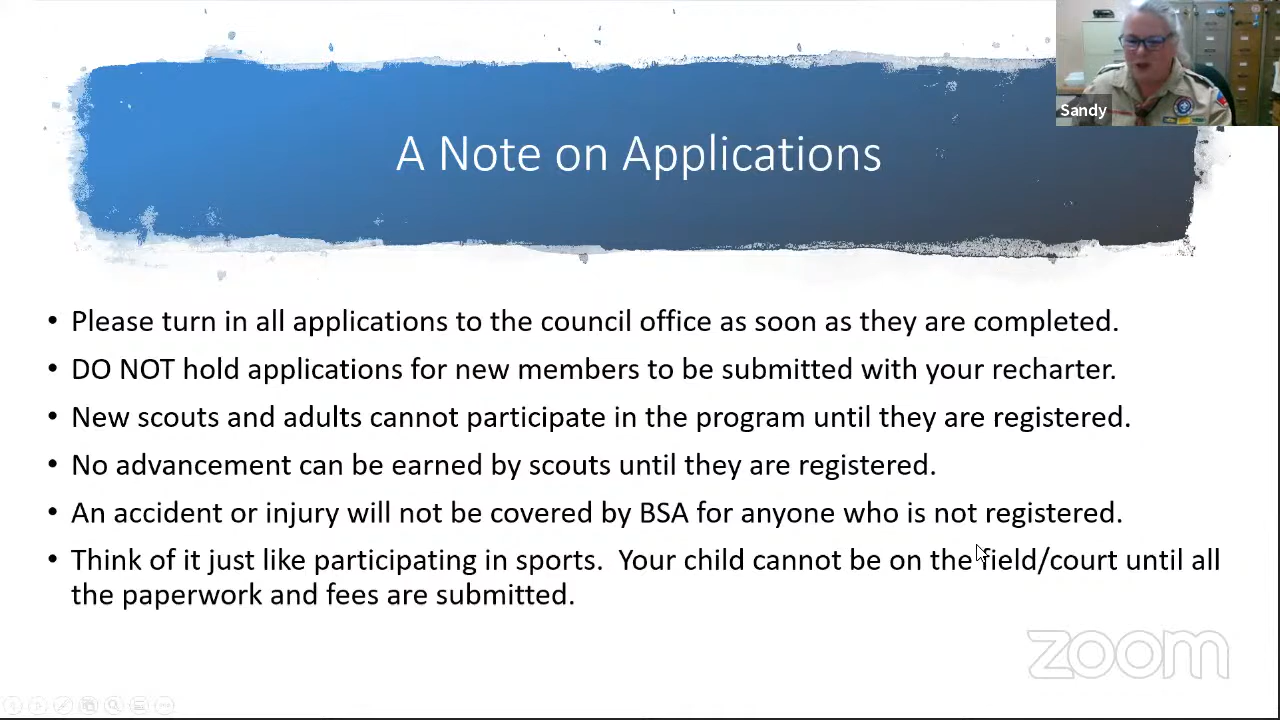 Sandy
A Note on Applications
• Please turn in all applications to the council office as soon as they are completed.
• DO NOT hold applications for new members to be submitted with your recharter.
• New scouts and adults cannot participate in the program until they are registered.
• No advancement can be earned by scouts until they are registered.
• An accident or injury will not be covered by BSA for anyone who is not registered.
• Think of it just like participating in sports.  Your child cannot be on the field/court until all
the paperwork and fees are submitted.
zoom